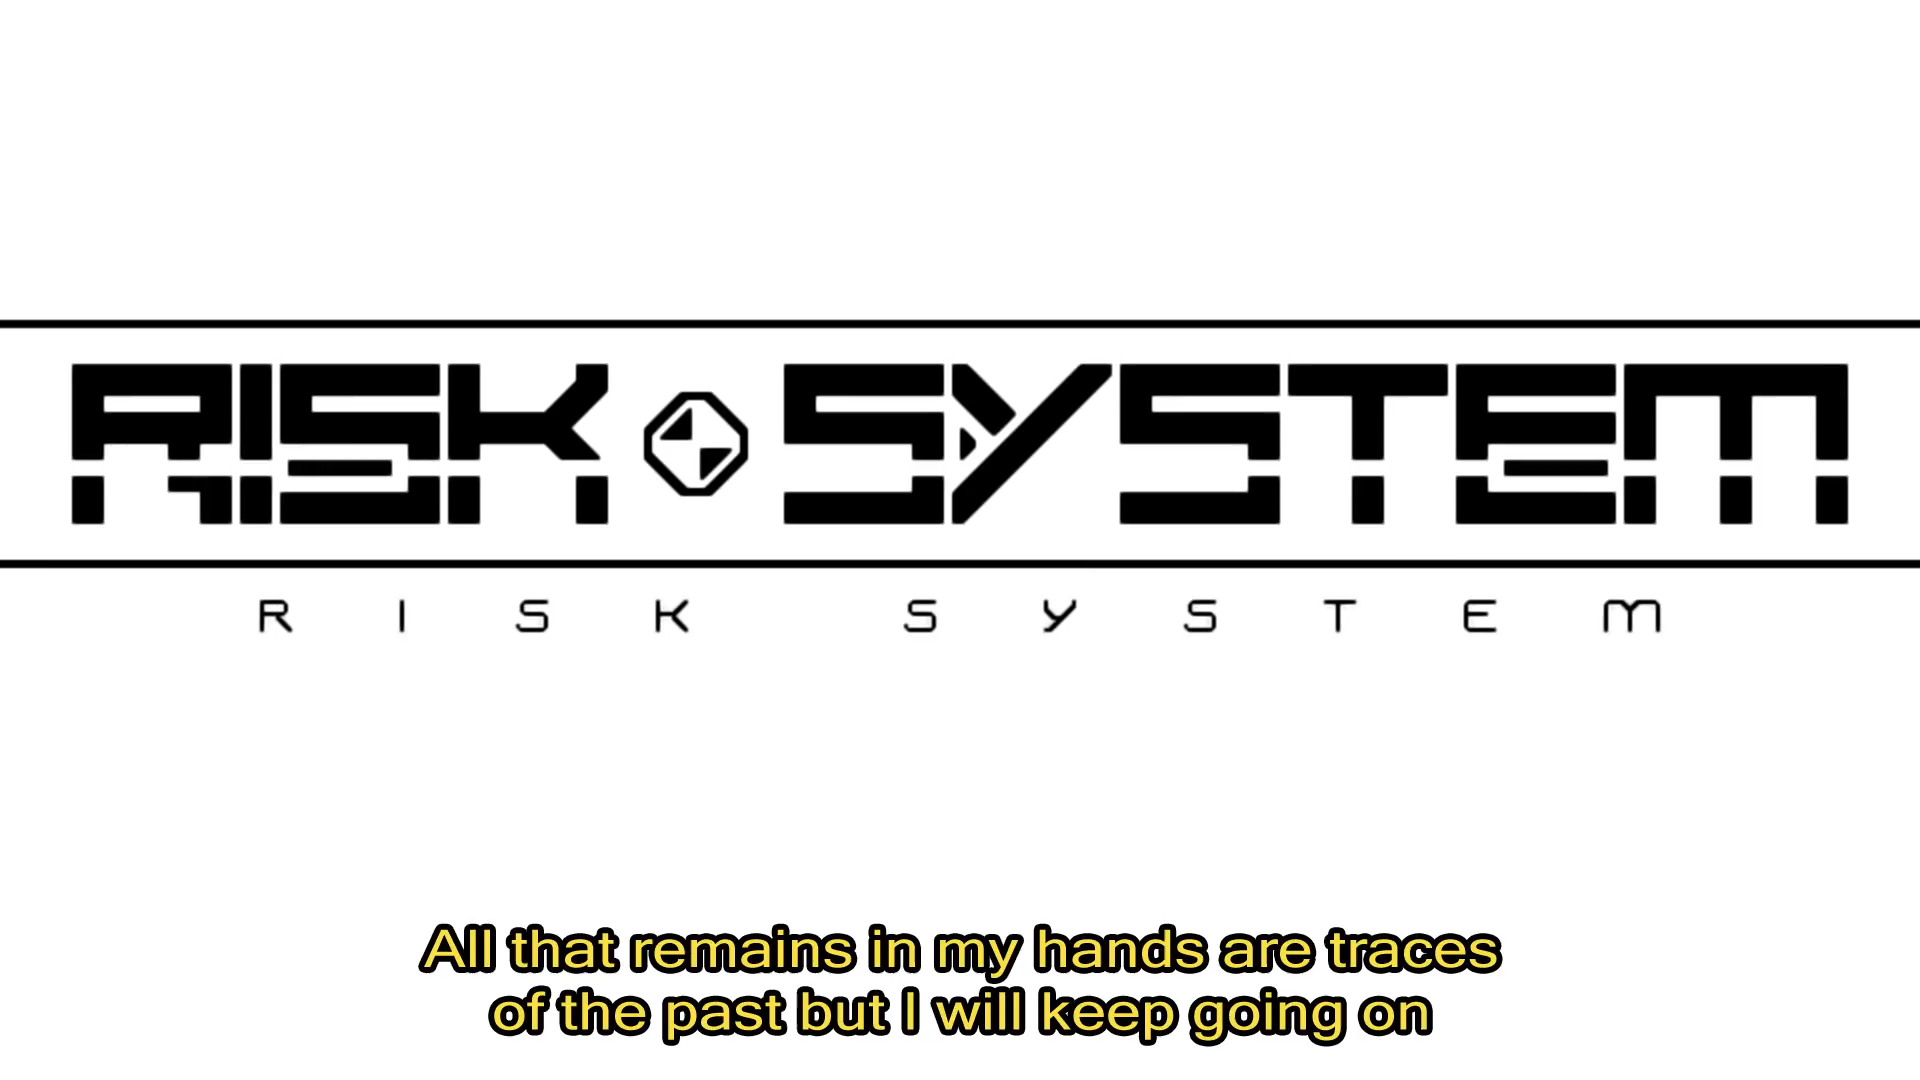 RISK SYSTEM
RISK SYSTEM
All that remains in my hands are traces
of the past but I will keep going on